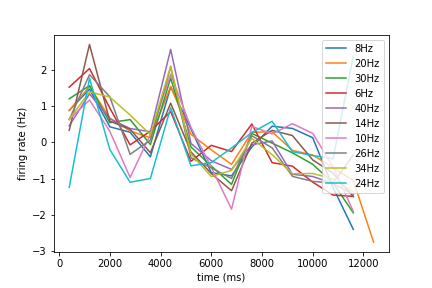 2
1
0
−1
−2
−3
firing rate (Hz)
0
2000
4000
6000
8000
10000
12000
time (ms)
8Hz
20Hz
30Hz
6Hz
40Hz
14Hz
10Hz
26Hz
34Hz
24Hz